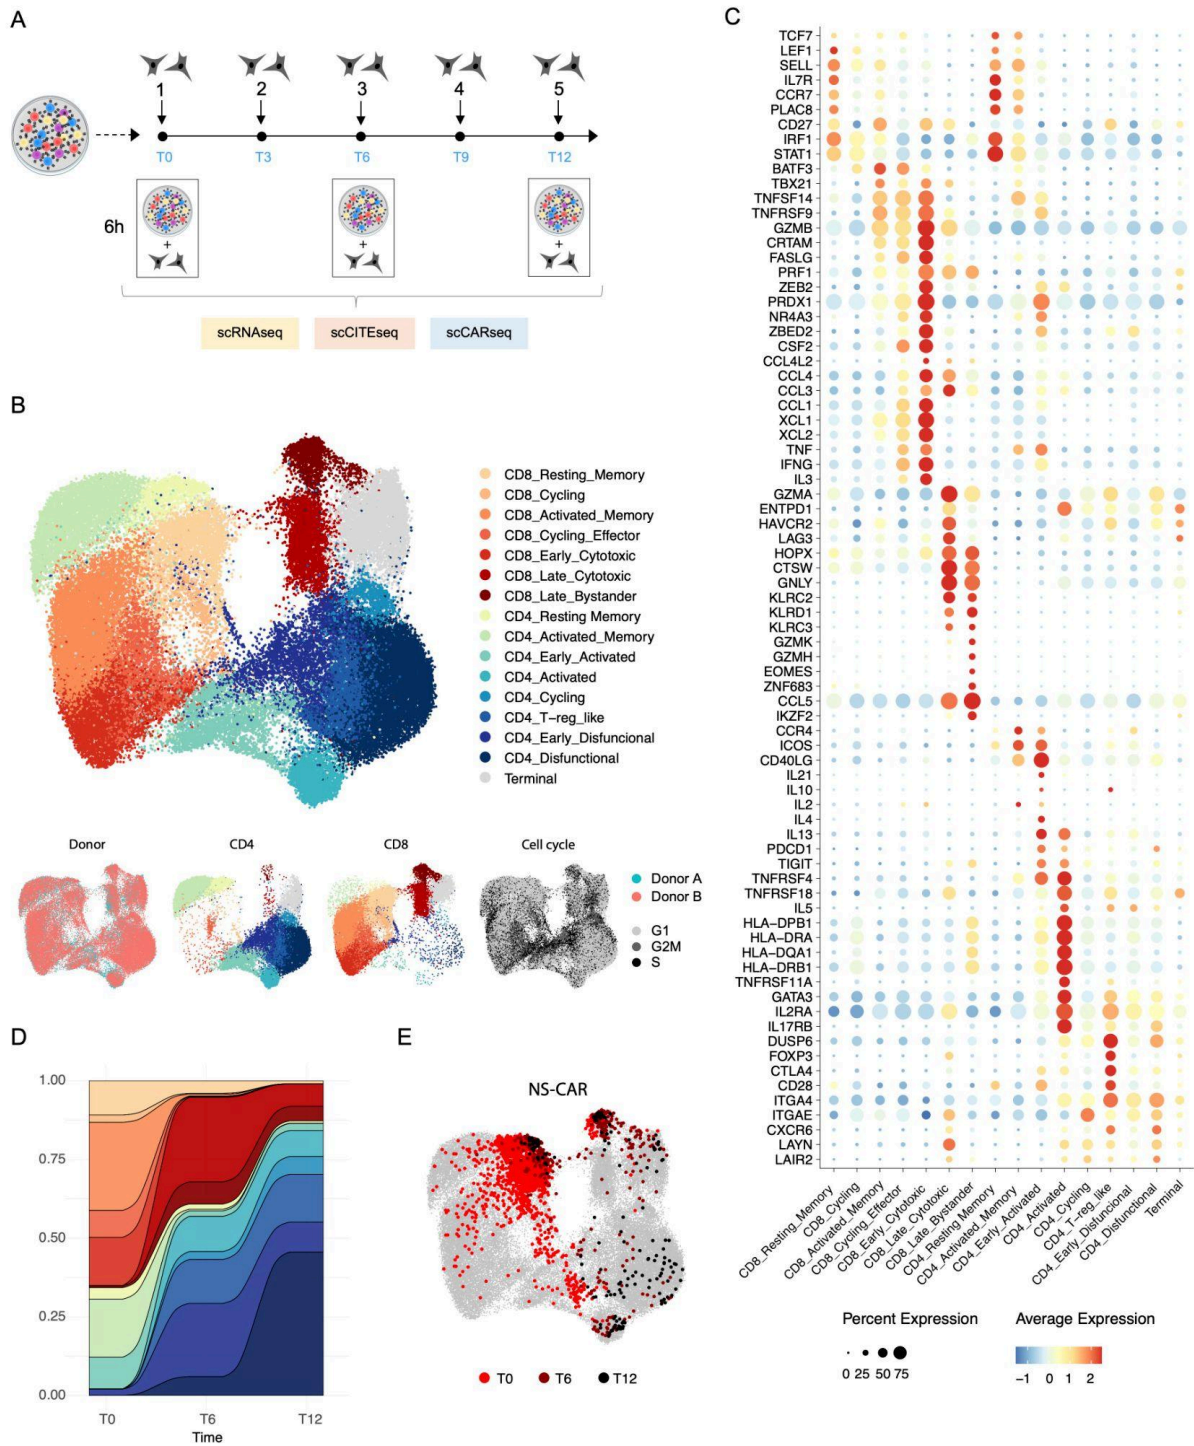 A
1 2 3 4 5
T0 T3 T6 T9 T12
6h
+ + +
scRNAseq scCITEseq scCARseq
B
CD8_Resting_Memory
CD8_Cycling
CD8_Activated_Memory
CD8_Cycling_Effector
CD8_Early_Cytotoxic
CD8_Late_Cytotoxic
CD8_Late_Bystander
CD4_Resting Memory
CD4_Activated_Memory
CD4_Early_Activated
CD4_Activated
CD4_Cycling
CD4_T-reg_like
CD4_Early_Disfuncional
CD4_Disfunctional
Terminal
Donor CD4 CD8 Cell cycle
Donor A
Donor B
G1
G2M
S
C
TCF7
LEF1
SELL
IL7R
CCR7
PLAC8
CD27
IRF1
STAT1
BATF3
TBX21
TNFSF14
TNFRSF9
GZMB
CRTAM
FASLG
PRF1
ZEB2
PRDX1
NR4A3
ZBED2
CSF2
CCL4L2
CCL4
CCL3
CCL1
XCL1
XCL2
TNF
IFNG
IL3
GZMA
ENTPD1
HAVCR2
LAG3
HOPX
CTSW
GNLY
KLRC2
KLRD1
KLRC3
GZMK
GZMH
EOMES
ZNF683
CCL5
IKZF2
CCR4
ICOS
CD40LG
IL21
IL10
IL2
IL4
IL13
PDCD1
TIGIT
TNFRSF4
TNFRSF18
IL5
HLA-DPB1
HLA-DRA
HLA-DQA1
HLA-DRB1
TNFRSF11A
GATA3
IL2RA
IL17RB
DUSP6
FOXP3
CTLA4
CD28
ITGA4
ITGAE
CXCR6
LAYN
LAIR2
CD8_Resting_Memory
CD8_Cycling
CD8_Activated_Memory
CD8_Cycling_Effector
CD8_Early_Cytotoxic
CD8_Late_Cytotoxic
CD8_Late_Bystander
CD4_Resting Memory
CD4_Activated_Memory
CD4_Early_Activated
CD4_Activated
CD4_Cycling
CD4_T-reg_like
CD4_Early_Disfuncional
CD4_Disfunctional
Terminal
Percent Expression
0 25 50 75
Average Expression
-1 0 1 2
D
1.00
0.75
0.50
0.25
0.00
T0 T6 T12
Time
E
NS-CAR
T0 T6 T12